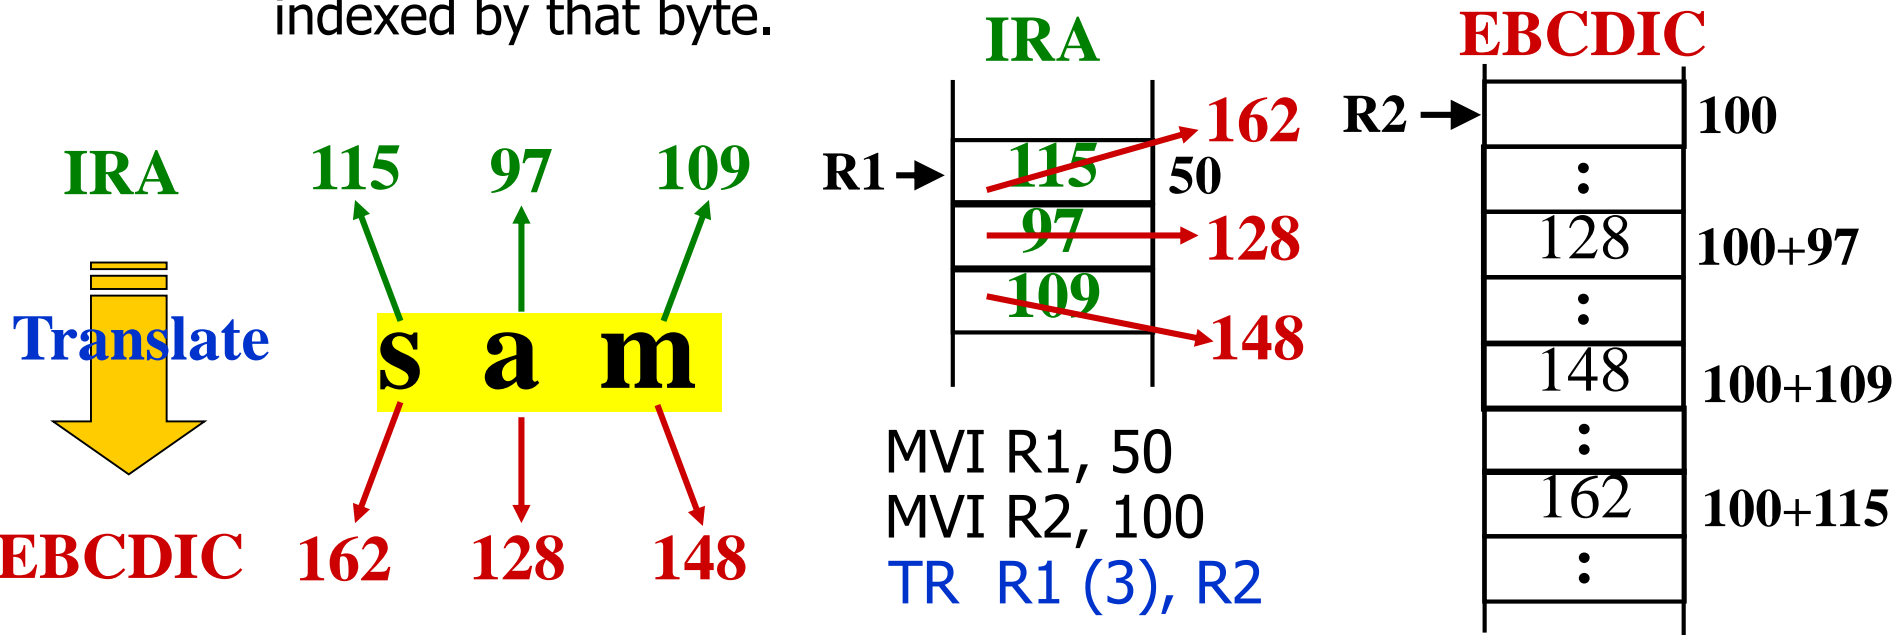 indexed by that byte.
IRA
115 97 109
Translate
s a m
EBCDIC
162 128 148
IRA
R1
115
97
109
50
162
128
148
MVI R1, 50
MVI R2, 100
TR R1 (3), R2
EBCDIC
R2
100
:
128
100+97
:
148
100+109
:
162
100+115
: